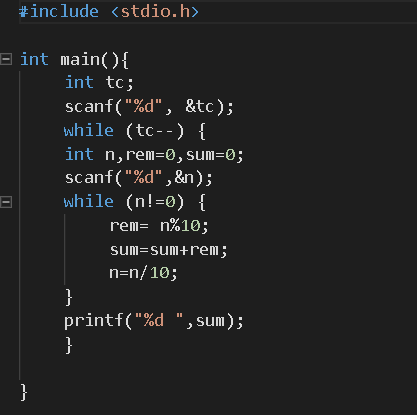 #include <stdio.h>
int main(){
int tc;
scanf("%d", &tc);
while (tc--) {
int n,rem=0,sum=0;
scanf("%d",&n);
while (n!=0) {
rem= n%10;
sum=sum+rem;
n=n/10;
}
printf("%d ",sum);
}
}